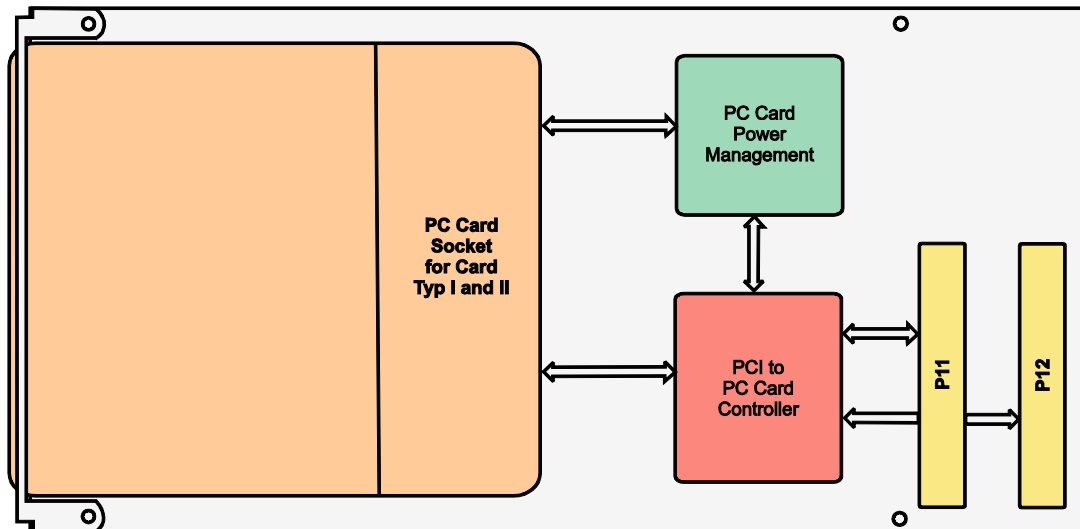 PC Card
Power
Management
PC Card
Socket
for Card
Typ I and II
PCI to
PC Card
Controller
P11
P12